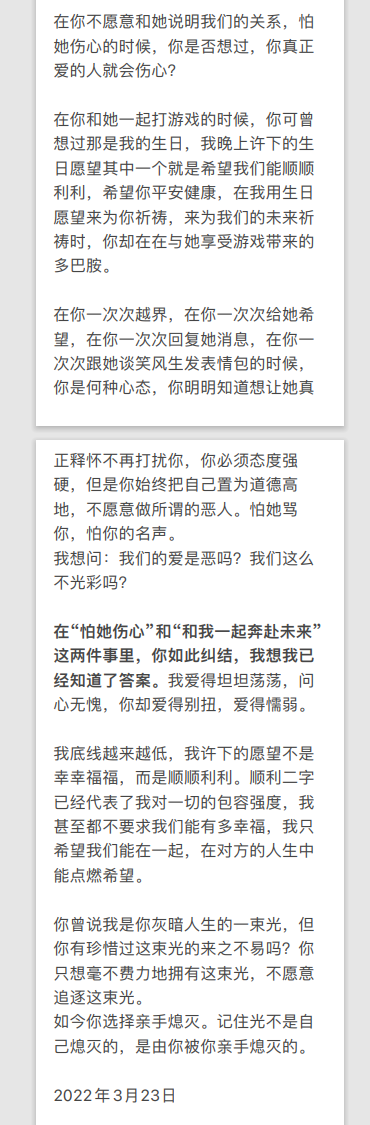 在你不愿意和她说明我们的关系，怕
她伤心的时候，你是否想过，你真正
爱的人就会伤心？
在你和她一起打游戏的时候，你可曾
想过那是我的生日，我晚上许下的生
日愿望其中一个就是希望我们能顺顺
利利，希望你平安健康，在我用生日
愿望来为你祈祷，来为我们的未来祈
祷时，你却在在与她享受游戏带来的
多巴胺。
在你一次次越界，在你一次次给她希
望，在你一次次回复她消息，在你一
次次跟她谈笑风生发表情包的时候，
你是何种心态，你明明知道想让她真
正释怀不再打扰你，你必须态度强
硬，但是你始终把自己置为道德高
地，不愿意做所谓的恶人。怕她骂
你，怕你的名声。
我想问：我们的爱是恶吗？我们这么
不光彩吗？
在“怕她伤心”和“和我一起奔赴未来”
这两件事里，你如此纠结，我想我已
经知道了答案。我爱得坦坦荡荡，问
心无愧，你却爱得别扭，爱得懦弱。
我底线越来越低，我许下的愿望不是
幸幸福福，而是顺顺利利。顺利二字
已经代表了我对一切的包容强度，我
甚至都不要求我们能有多幸福，我只
希望我们能在一起，在对方的人生中
能点燃希望。
你曾说我是你灰暗人生的一束光，但
你有珍惜过这束光的来之不易吗？你
只想毫不费力地拥有这束光，不愿意
追逐这束光。
如今你选择亲手熄灭。记住光不是自
己熄灭的，是由你被你亲手熄灭的。
2022年3月23日